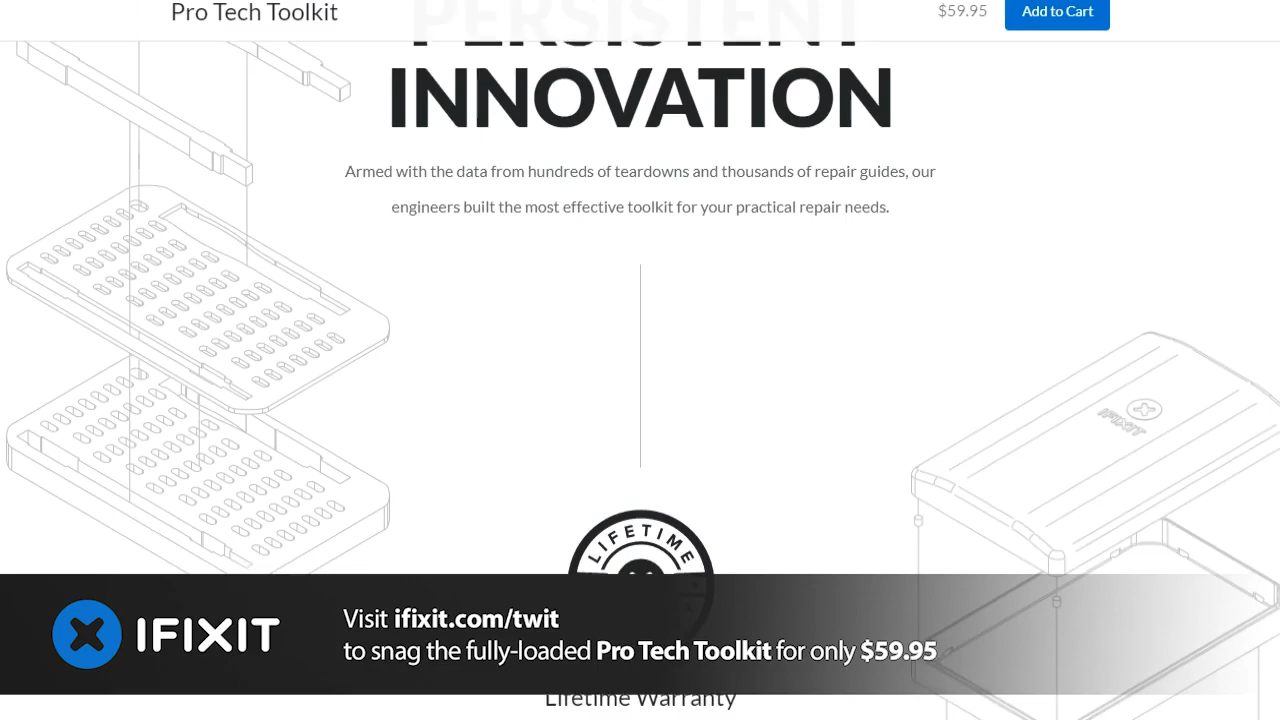 Pro Tech Toolkit
$59.95
Add to Cart
PERSISTENT
INNOVATION
Armed with the data from hundreds of teardowns and thousands of repair guides, our
engineers built the most effective toolkit for your practical repair needs.
IFIXIT
LIFETIME
IFIXIT
Visit ifixit.com/twit
to snag the fully-loaded Pro Tech Toolkit for only $59.95
Lifetime Warranty